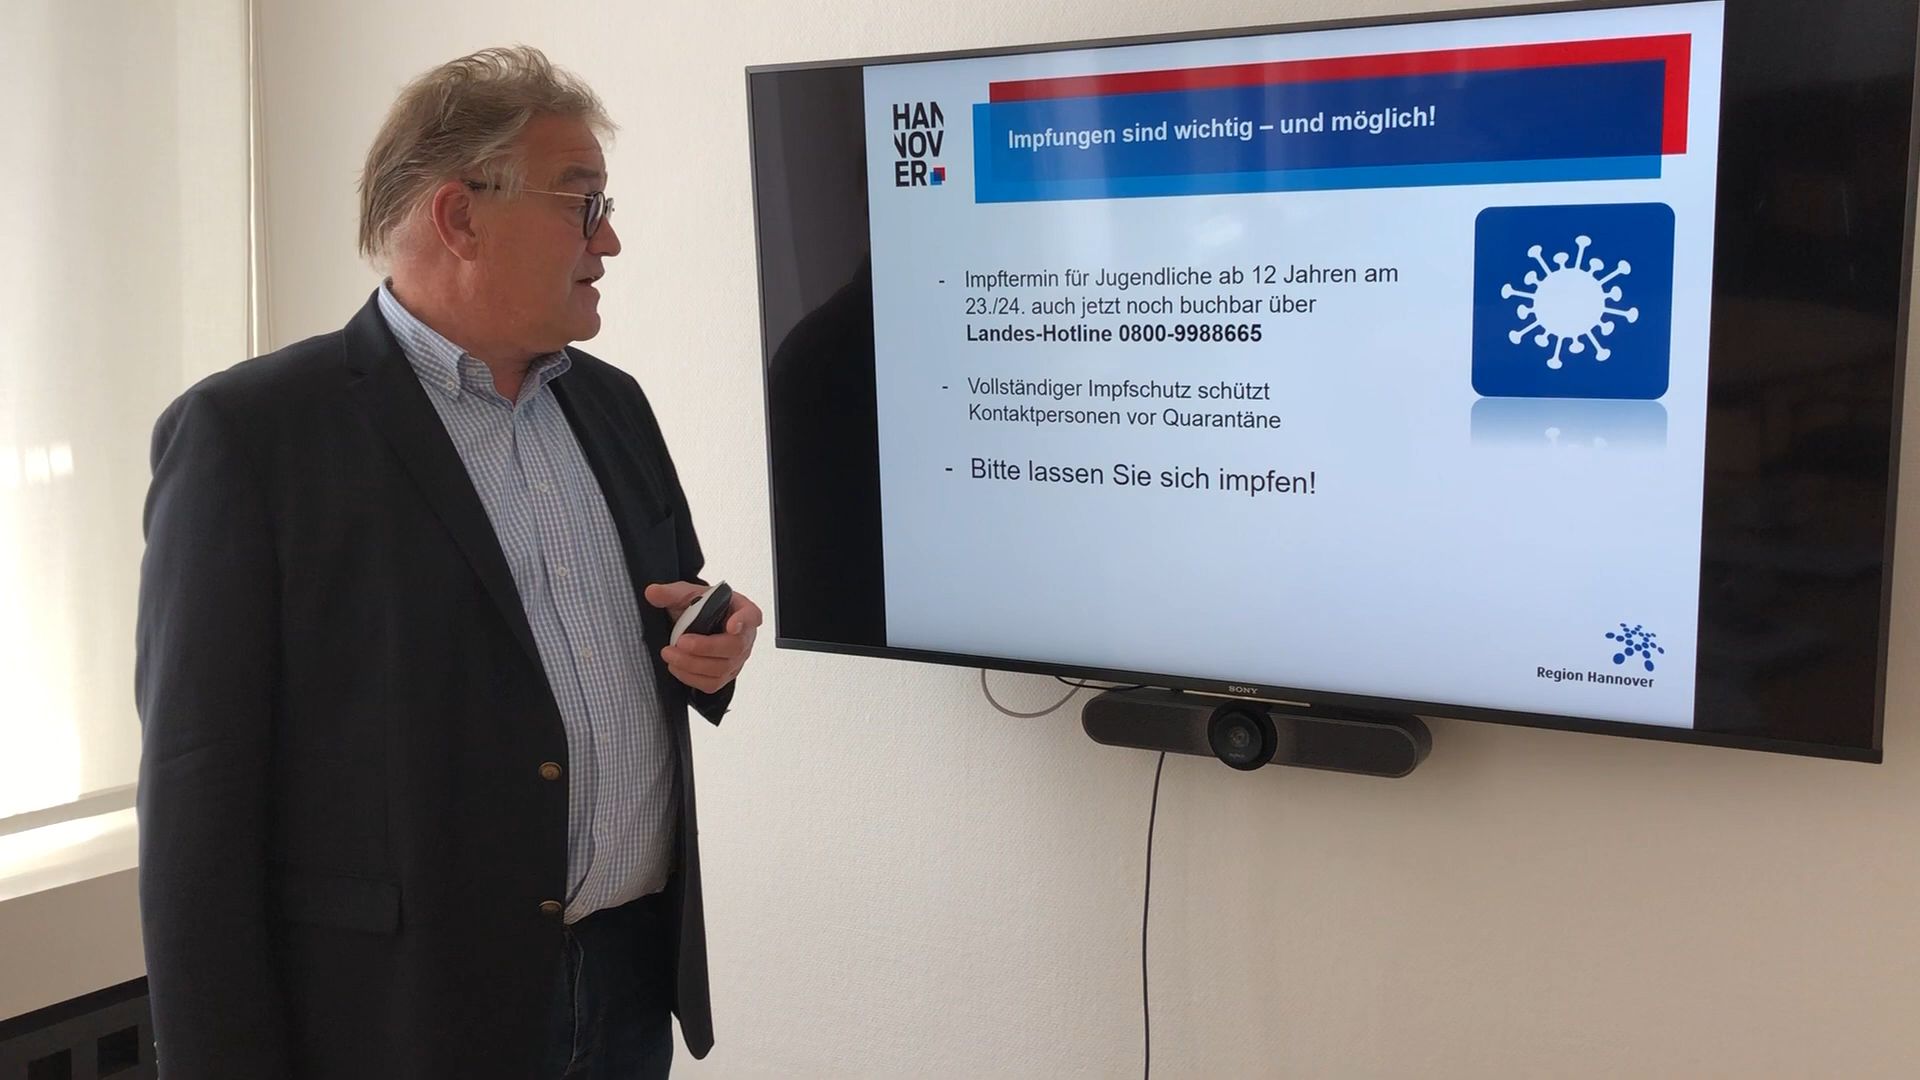 HAN
NOV
ER
Impfungen sind wichtig – und möglich!
- Impftermin für Jugendliche ab 12 Jahren am
23./24. auch jetzt noch buchbar über
Landes-Hotline 0800-9988665
- Vollständiger Impfschutz schützt
Kontaktpersonen vor Quarantäne
- Bitte lassen Sie sich impfen!
Region Hannover
SONY